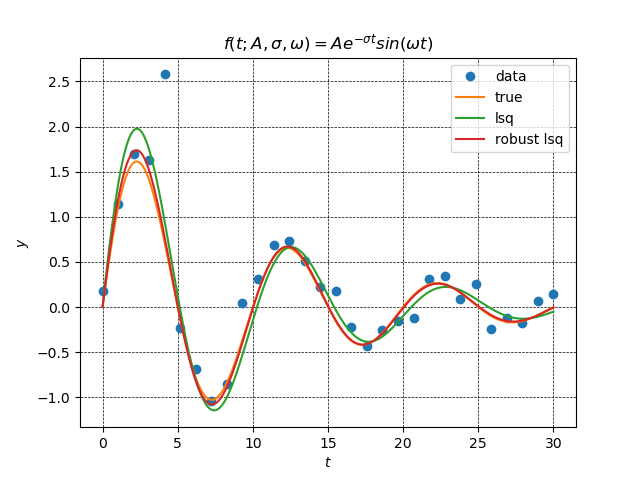 f(t; A, σ, ω) = Ae^{-σt}sin(ωt)
2.5
2.0
1.5
1.0
0.5
0.0
−0.5
−1.0
y
data
true
lsq
robust lsq
0 5 10 15 20 25 30
t